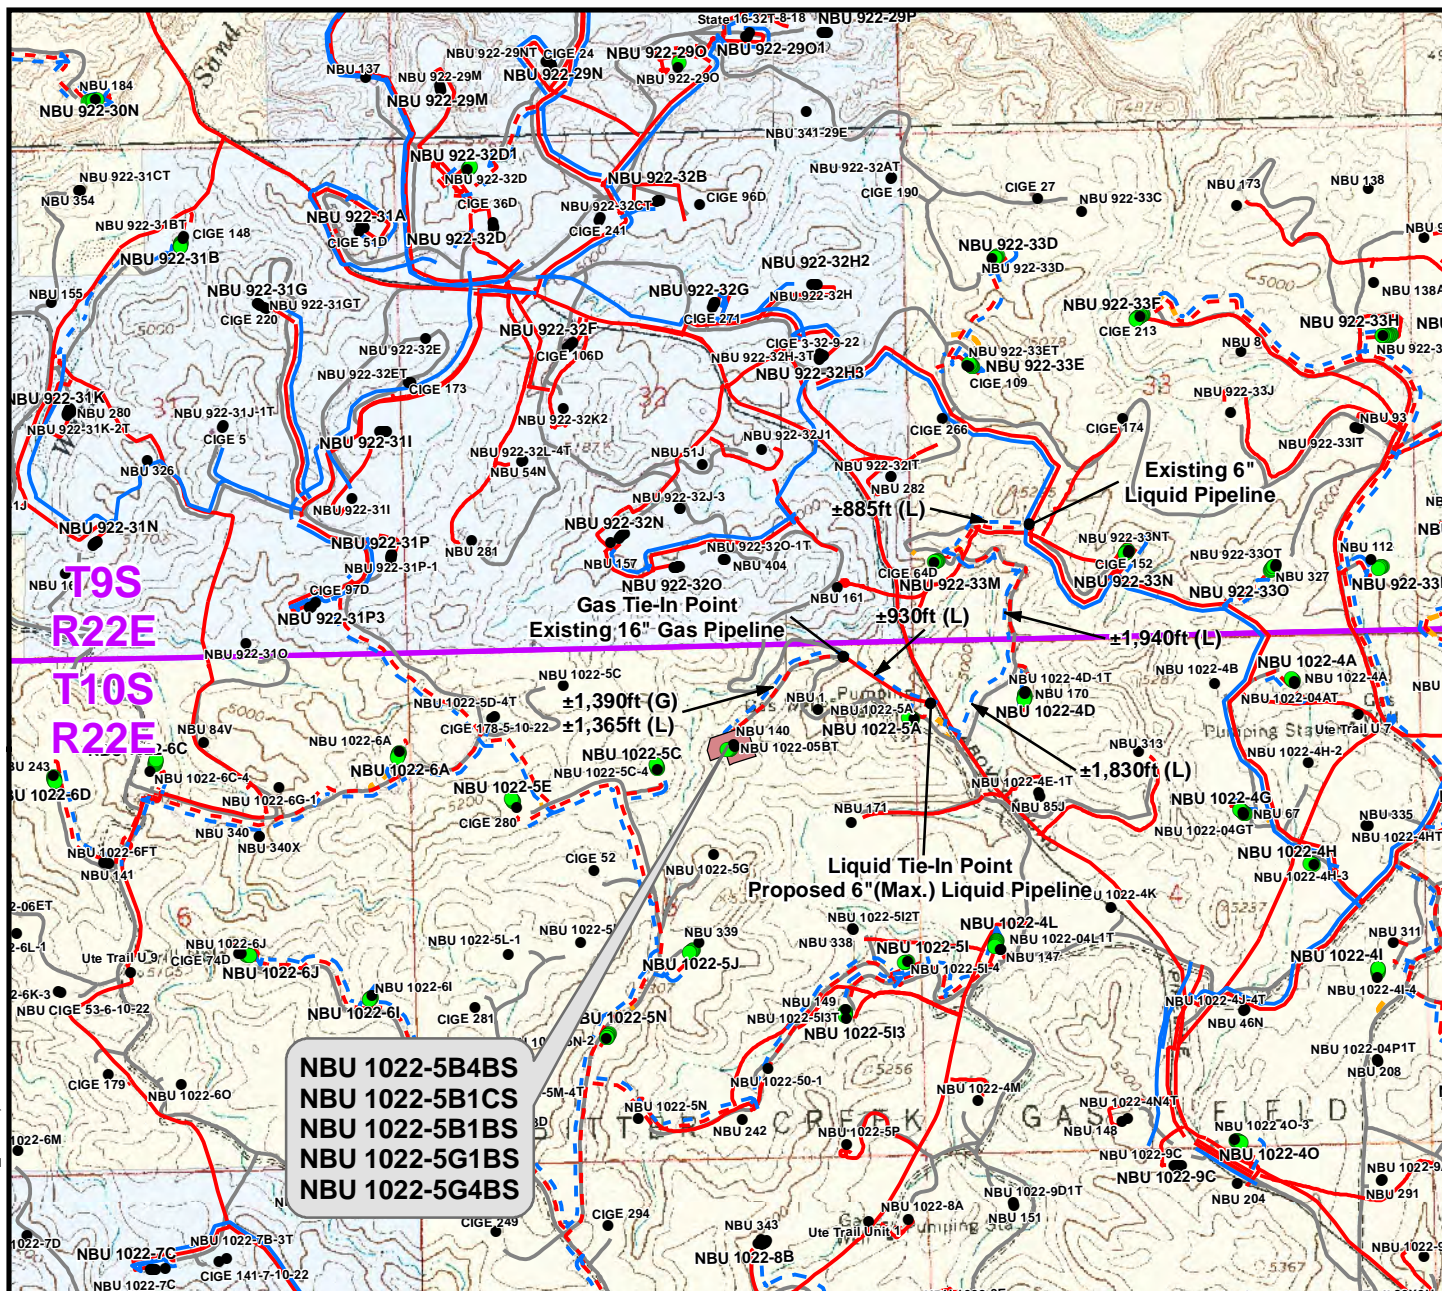 State 16-32T-8-18
NBU 922-29P
NBU 922-29NT
CIGE 24
NBU 922-29O
NBU 922-29O1
NBU 137
NBU 922-29M
NBU 922-29N
NBU 922-29O
NBU 922-29M
NBU 184
NBU 922-30N
Sand
NBU 341-29E
NBU 922-32D1
NBU 922-32D
NBU 922-32B
NBU 922-32AT
CIGE 190
CIGE 27
NBU 922-33C
NBU 173
NBU 138
NBU 922-31CT
NBU 354
NBU 922-31BT
CIGE 148
NBU 922-31B
NBU 922-31A
CIGE 51D
CIGE 36D
NBU 922-32D
NBU 922-32CT
CIGE 241
CIGE 96D
NBU 922-33D
NBU 922-33D
NBU 922-32H2
NBU 922-32H
NBU 155
NBU 922-31G
NBU 922-31GT
CIGE 220
NBU 922-32G
CIGE 271
NBU 922-33F
CIGE 213
NBU 138A
NBU 922-33H
NBU 922-32E
NBU 922-32F
CIGE 106D
CIGE 3-32-9-22
NBU 922-32H-3T
NBU 922-32H3
NBU 922-33ET
NBU 922-33E
CIGE 109
NBU 8
NBU 922-32ET
CIGE 173
NBU 922-33J
NBU 922-31K
NBU 280
NBU 922-31K-2T
31
NBU 922-31J-1T
CIGE 5
NBU 922-31I
NBU 922-32K2
32
33
CIGE 266
CIGE 174
NBU 93
NBU 922-33IT
NBU 922-32J1
NBU 922-32L-4T
NBU 54N
NBU 51J
NBU 922-32IT
NBU 282
NBU 326
NBU 922-31I
NBU 922-32J-3
Existing 6"
Liquid Pipeline
±885ft (L)
NBU 922-31N
NBU 922-32N
NBU 922-31P
NBU 922-31P-1
NBU 281
NBU 157
NBU 922-32O-1T
NBU 404
NBU 922-32O
CIGE 64D
NBU 922-33M
NBU 922-33NT
CIGE 152
NBU 922-33N
NBU 922-33OT
NBU 327
NBU 922-33O
NBU 112
T9S
R22E
CIGE 97D
NBU 922-31P3
NBU 161
Gas Tie-In Point
Existing 16" Gas Pipeline
±930ft (L)
±1,940ft (L)
NBU 922-31O
T10S
R22E
NBU 1022-5C
±1,390ft (G)
±1,365ft (L)
NBU 1022-5D-4T
CIGE 178-5-10-22
NBU 1
NBU 1022-5A
NBU 1022-5A
NBU 1022-4D-1T
NBU 170
NBU 1022-4D
NBU 1022-4B
NBU 1022-4A
NBU 1022-4A
NBU 1022-04AT
Ute Trail U 7
NBU 84V
NBU 1022-6C
NBU 1022-6C-4
NBU 1022-6A
NBU 1022-6A
NBU 243
NBU 1022-5C
NBU 1022-5C-4
NBU 140
NBU 1022-05BT
NBU 313
NBU 1022-4H-2
NBU 1022-6G-1
NBU 1022-5E
CIGE 280
±1,830ft (L)
NBU 1022-4E-1T
NBU 85J
NBU 171
NBU 1022-4G
NBU 67
NBU 1022-04GT
NBU 335
NBU 1022-4HT
NBU 340
NBU 340X
NBU 1022-6FT
NBU 141
CIGE 52
NBU 1022-5G
Liquid Tie-In Point
Proposed 6"(Max.) Liquid Pipeline
NBU 1022-4H
NBU 1022-4H-3
NBU 1022-4K
6
4
NBU 1022-5I2T
NBU 338
NBU 1022-4L
NBU 1022-04L1T
NBU 147
NBU 1022-5I
NBU 1022-5I-4
NBU 311
NBU 1022-4I
NBU 1022-4I-4
NBU 1022-6J
CIGE 74D
NBU 1022-6J
Ute Trail U 9
NBU 1022-5L-1
NBU 339
NBU 1022-5J
NBU CIGE 53-6-10-22
NBU 1022-6I
NBU 1022-6I
CIGE 281
NBU 1022-5N
NBU 149
NBU 1022-5I3T
NBU 1022-5I3
NBU 1022-4J-4T
NBU 46N
NBU 1022-04P1T
NBU 208
CIGE 179
NBU 1022-6O
NBU 1022-5B4BS
NBU 1022-5B1CS
NBU 1022-5B1BS
NBU 1022-5G1BS
NBU 1022-5G4BS
NBU 1022-50-1
NBU 1022-5N
NBU 242
NBU 1022-4M
NBU 1022-5P
NBU 1022-4N4T
NBU 148
NBU 1022-4O-3
NBU 1022-4O
BITTER CREEK GAS FIELD
NBU 1022-9C
NBU 1022-9C
NBU 204
NBU 291
NBU 1022-9D1T
NBU 151
NBU 1022-8A
Ute Trail Unit 1
CIGE 249
CIGE 294
NBU 343
NBU 1022-8B
NBU 1022-7B-3T
NBU 1022-7C
NBU 1022-7C
CIGE 141-7-10-22